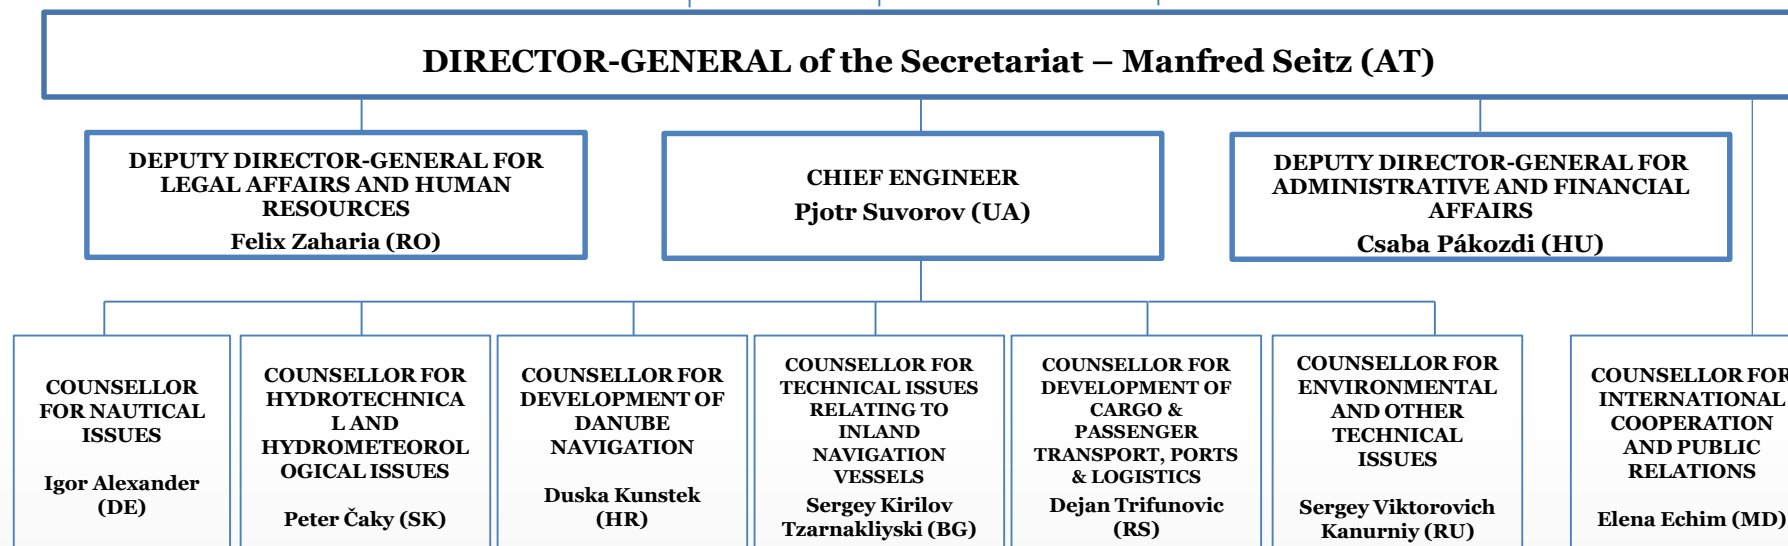 DIRECTOR-GENERAL of the Secretariat – Manfred Seitz (AT)
DEPUTY DIRECTOR-GENERAL FOR
LEGAL AFFAIRS AND HUMAN
RESOURCES
Felix Zaharia (RO)
CHIEF ENGINEER
Pjotr Suvorov (UA)
DEPUTY DIRECTOR-GENERAL FOR
ADMINISTRATIVE AND FINANCIAL
AFFAIRS
Csaba Pákozdi (HU)
COUNSELLOR
FOR NAUTICAL
ISSUES
Igor Alexander
(DE)
COUNSELLOR FOR
HYDROTECHNICA
L AND
HYDROMETEOROL
OGICAL ISSUES
Peter Čaky (SK)
COUNSELLOR FOR
DEVELOPMENT OF
DANUBE
NAVIGATION
Duska Kunstek
(HR)
COUNSELLOR FOR
TECHNICAL ISSUES
RELATING TO
INLAND
NAVIGATION
VESSELS
Sergey Kirilov
Tzarnakliyski (BG)
COUNSELLOR FOR
DEVELOPMENT OF
CARGO &
PASSENGER
TRANSPORT, PORTS
& LOGISTICS
Dejan Trifunovic
(RS)
COUNSELLOR FOR
ENVIRONMENTAL
AND OTHER
TECHNICAL
ISSUES
Sergey Viktorovich
Kanurniy (RU)
COUNSELLOR FOR
INTERNATIONAL
COOPERATION
AND PUBLIC
RELATIONS
Elena Echim (MD)